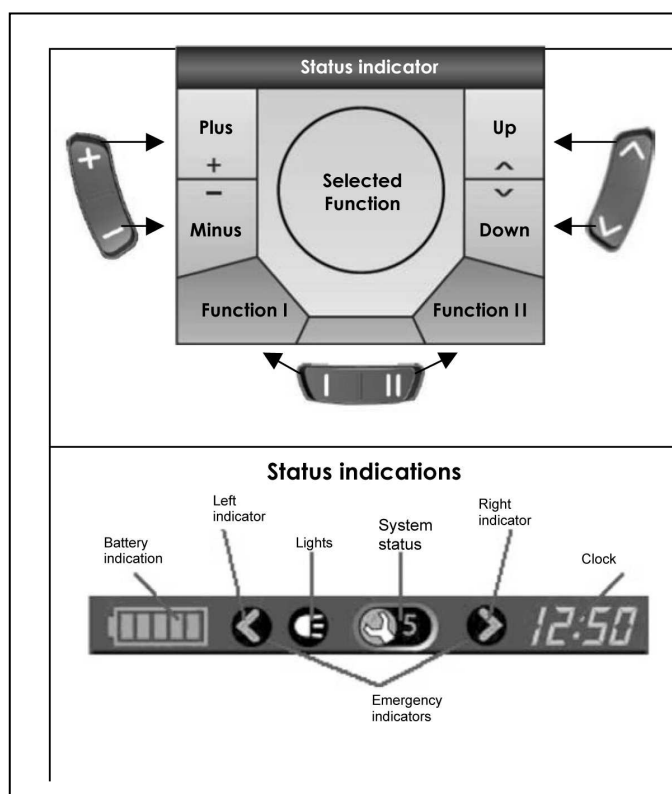 Status indicator
Plus
+
Up
^
+
-
Selected
Function
-
Minus
Down
Function I
Function II
I II
Status indications
Left
indicator
Right
indicator
System
status
Lights
Battery
indication
Clock
5
12:50
Emergency
indicators